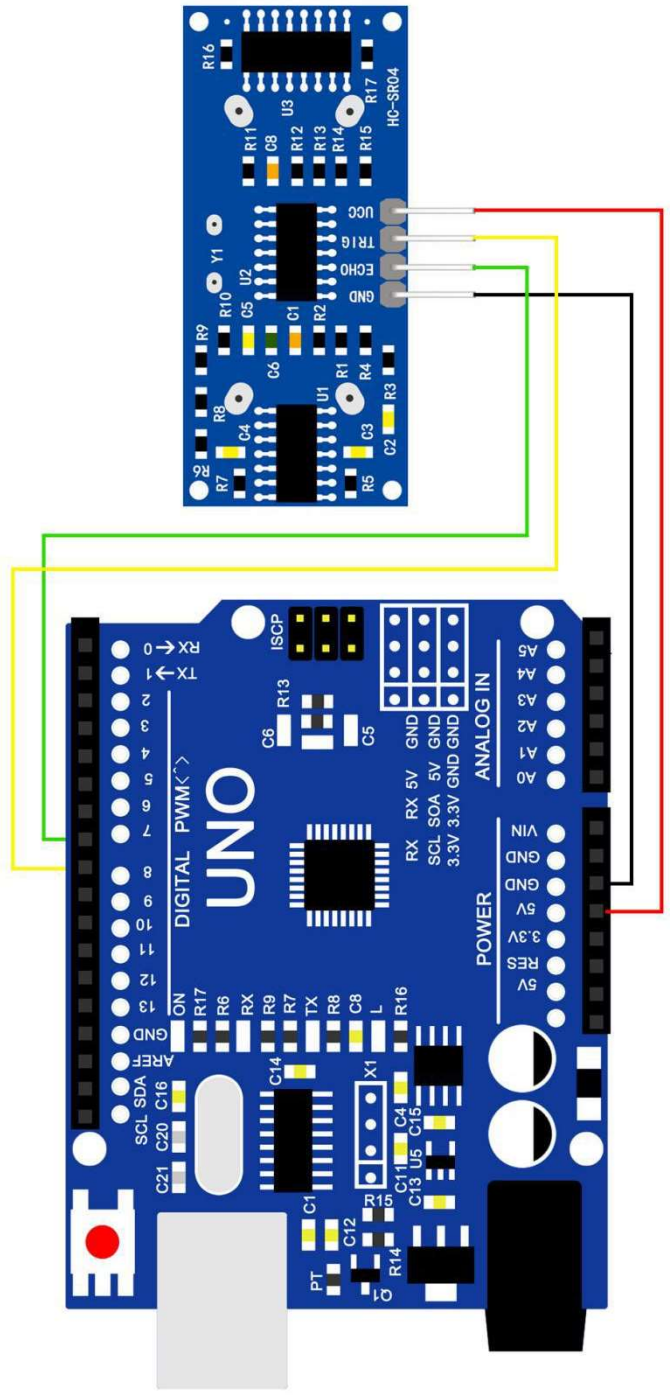 R16
R17
U3
HC-SR04
R11
C8
R12
R13
R14
R15
UCC
TRIG
ECHO
GND
Y1
U2
R10
C5
C6
C1
R2
R1
R4
R9
R3
R8
C4
U1
C3
C2
R6
R7
R5
ISCP
RX→0
TX→1
2
3
4
5
6
7
8
9
10
11
12
13
GND
AREF
SDA
SCL
DIGITAL PWM<^>
UNO
R13
C6
C5
RX RX 5V GND
SCL SOA 5V GND
3.3V 3.3V GND GND
ANALOG IN
A5
A4
A3
A2
A1
A0
POWER
VIN
GND
GND
5V
3.3V
RES
5V
ON
R17
R6
RX
R9
R7
TX
R8
C8
L
R16
C14
X1
C16
C20
C21
C4
C15
C11
U5
C13
C1
C12
R15
R14
PT
Q1